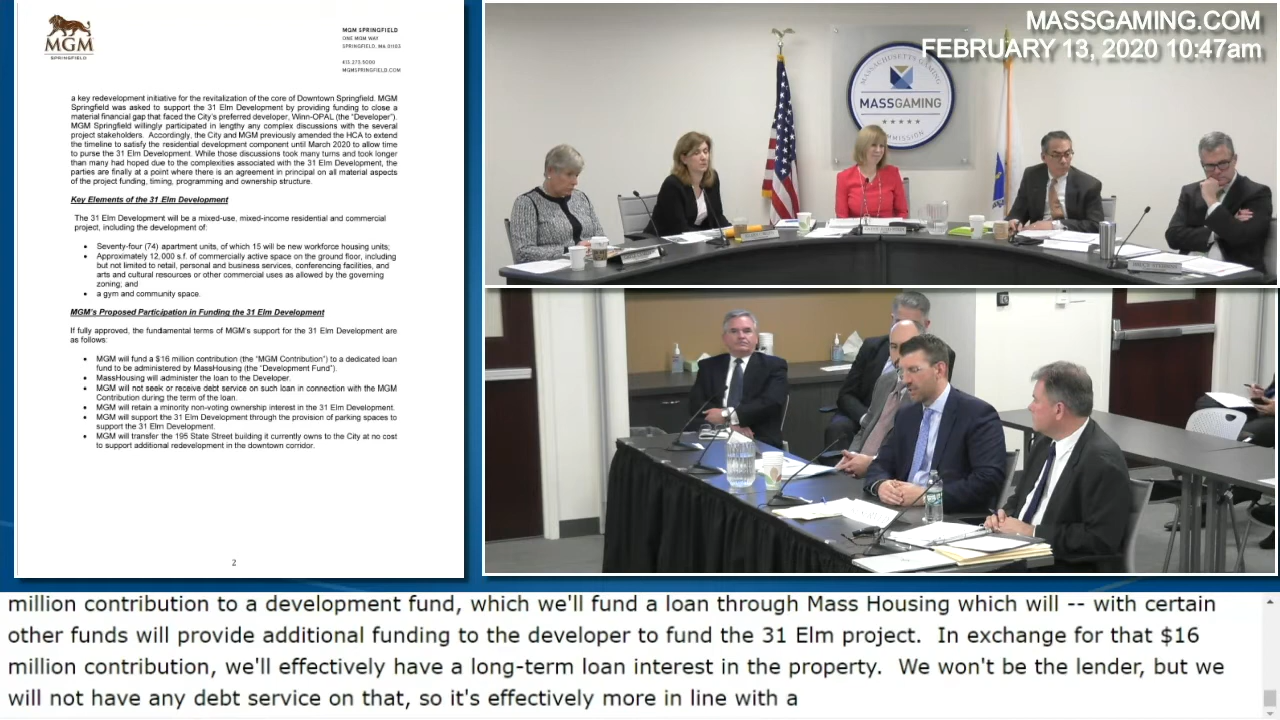 MGM
SPRINGFIELD
MGM SPRINGFIELD
ONE MGM WAY
SPRINGFIELD, MA 01103
413.273.5000
MGMSPRINGFIELD.COM
a key redevelopment initiative for the revitalization of the core of Downtown Springfield. MGM
Springfield was asked to support the 31 Elm Development by providing funding to close a
material financial gap that faced the City's preferred developer, Winn-OPAL (the "Developer").
MGM Springfield willingly participated in lengthy any complex discussions with the several
project stakeholders. Accordingly, the City and MGM previously amended the HCA to extend
the timeline to satisfy the residential development component until March 2020 to allow time
to purse the 31 Elm Development. While those discussions took many turns and took longer
than many had hoped due to the complexities associated with the 31 Elm Development, the
parties are finally at a point where there is an agreement in principal on all material aspects
of the project funding, timing, programming and ownership structure.
Key Elements of the 31 Elm Development
The 31 Elm Development will be a mixed-use, mixed-income residential and commercial
project, including the development of:
• Seventy-four (74) apartment units, of which 15 will be new workforce housing units;
• Approximately 12,000 s.f. of commercially active space on the ground floor, including
but not limited to retail, personal and business services, conferencing facilities, and
arts and cultural resources or other commercial uses as allowed by the governing
zoning; and
• a gym and community space.
MGM's Proposed Participation in Funding the 31 Elm Development
If fully approved, the fundamental terms of MGM's support for the 31 Elm Development are
as follows:
• MGM will fund a $16 million contribution (the "MGM Contribution") to a dedicated loan
fund to be administered by MassHousing (the "Development Fund").
• MassHousing will administer the loan to the Developer.
• MGM will not seek or receive debt service on such loan in connection with the MGM
Contribution during the term of the loan.
• MGM will retain a minority non-voting ownership interest in the 31 Elm Development.
• MGM will support the 31 Elm Development through the provision of parking spaces to
support the 31 Elm Development.
• MGM will transfer the 195 State Street building it currently owns to the City at no cost
to support additional redevelopment in the downtown corridor.
2
MASSGAMING.COM
FEBRUARY 13, 2020 10:47am
MASSACHUSETTS GAMING
MASSGAMING
COMMISSION
million contribution to a development fund, which we'll fund a loan through Mass Housing which will -- with certain
other funds will provide additional funding to the developer to fund the 31 Elm project. In exchange for that $16
million contribution, we'll effectively have a long-term loan interest in the property. We won't be the lender, but we
will not have any debt service on that, so it's effectively more in line with a